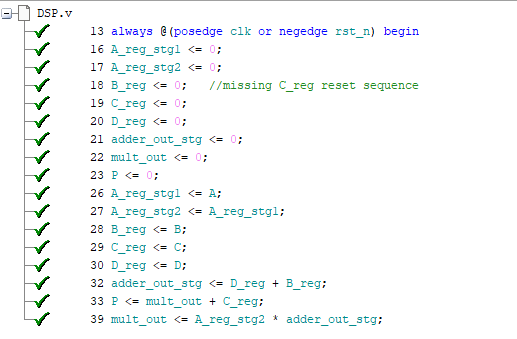 DSP.v
13 always @(posedge clk or negedge rst_n) begin
16 A_reg_stg1 <= 0;
17 A_reg_stg2 <= 0;
18 B_reg <= 0; //missing C_reg reset sequence
19 C_reg <= 0;
20 D_reg <= 0;
21 adder_out_stg <= 0;
22 mult_out <= 0;
23 P <= 0;
26 A_reg_stg1 <= A;
27 A_reg_stg2 <= A_reg_stg1;
28 B_reg <= B;
29 C_reg <= C;
30 D_reg <= D;
32 adder_out_stg <= D_reg + B_reg;
33 P <= mult_out + C_reg;
39 mult_out <= A_reg_stg2 * adder_out_stg;